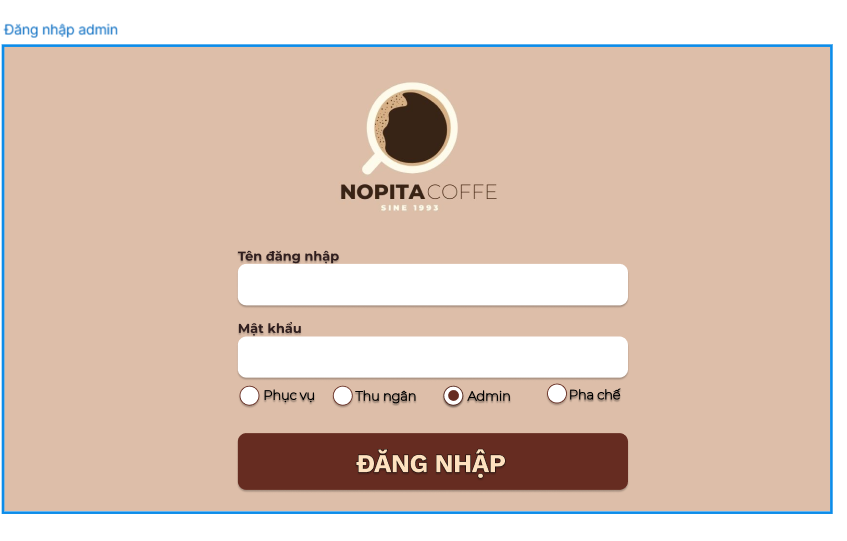 Đăng nhập admin
NOPITA COFFE
SINE 1993
Tên đăng nhập
Mật khẩu
Phục vụ Thu ngân Admin Pha chế
ĐĂNG NHẬP